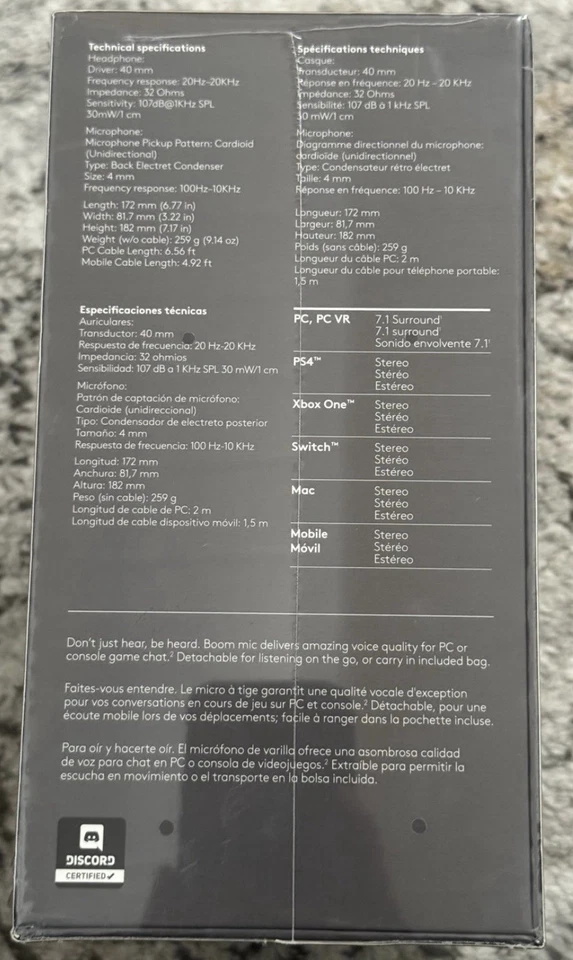 Technical specifications
Headphone:
Driver: 40 mm
Frequency response: 20Hz-20KHz
Impedance: 32 Ohms
Sensitivity: 107dB@1KHz SPL
30mW/1 cm
Microphone:
Microphone Pickup Pattern: Cardioid
(Unidirectional)
Type: Back Electret Condenser
Size: 4 mm
Frequency response: 100Hz-10KHz
Length: 172 mm (6.77 in)
Width: 81.7 mm (3.22 in)
Height: 182 mm (7.17 in)
Weight (w/o cable): 259 g (9,14 oz)
PC Cable Length: 6.56 ft
Mobile Cable Length: 4.92 ft
Spécifications techniques
Casque:
Transducteur: 40 mm
Réponse en fréquence: 20 Hz - 20 KHz
Impédance: 32 Ohms
Sensibilité: 107 dB à 1 kHz SPL
30 mW/1 cm
Microphone:
Diagramme directionnel du microphone:
cardioïde (unidirectionnel)
Type: Condensateur rétro électret
Taille: 4 mm
Réponse en fréquence: 100 Hz - 10 KHz
Longueur: 172 mm
Largeur: 81,7 mm
Hauteur: 182 mm
Poids (sans câble): 259 g
Longueur du câble PC: 2 m
Longueur du câble pour téléphone portable:
1,5 m
Especificaciones técnicas
Auriculares:
Transductor: 40 mm
Respuesta de frecuencia: 20 Hz-20 KHz
Impedancia: 32 ohmios
Sensibilidad: 107 dB a 1 KHz SPL 30 mW/1 cm
Micrófono:
Patrón de captación de micrófono:
Cardioide (unidireccional)
Tipo: Condensador de electreto posterior
Tamaño: 4 mm
Respuesta de frecuencia: 100 Hz-10 KHz
Longitud: 172 mm
Anchura: 81,7 mm
Altura: 182 mm
Peso (sin cable): 259 g
Longitud de cable de PC: 2 m
Longitud de cable dispositivo móvil: 1,5 m
PC, PC VR 7.1 Surround¹
7.1 surround¹
Sonido envolvente 7.1¹
PS4™ Stereo
Stéréo
Estéreo
Xbox One™ Stereo
Stéréo
Estéreo
Switch™ Stereo
Stéréo
Estéreo
Mac Stereo
Stéréo
Estéreo
Mobile Stereo
Móvil Stéréo
Estéreo
Don't just hear, be heard. Boom mic delivers amazing voice quality for PC or
console game chat.² Detachable for listening on the go, or carry in included bag.
Faites-vous entendre. Le micro à tige garantit une qualité vocale d'exception
pour vos conversations en cours de jeu sur PC et console.² Détachable, pour une
écoute mobile lors de vos déplacements; facile à ranger dans la pochette incluse.
Para oír y hacerte oír. El micrófono de varilla ofrece una asombrosa calidad
de voz para chat en PC o consola de videojuegos.² Extraíble para permitir la
escucha en movimiento o el transporte en la bolsa incluida.
DISCORD
CERTIFIED✓